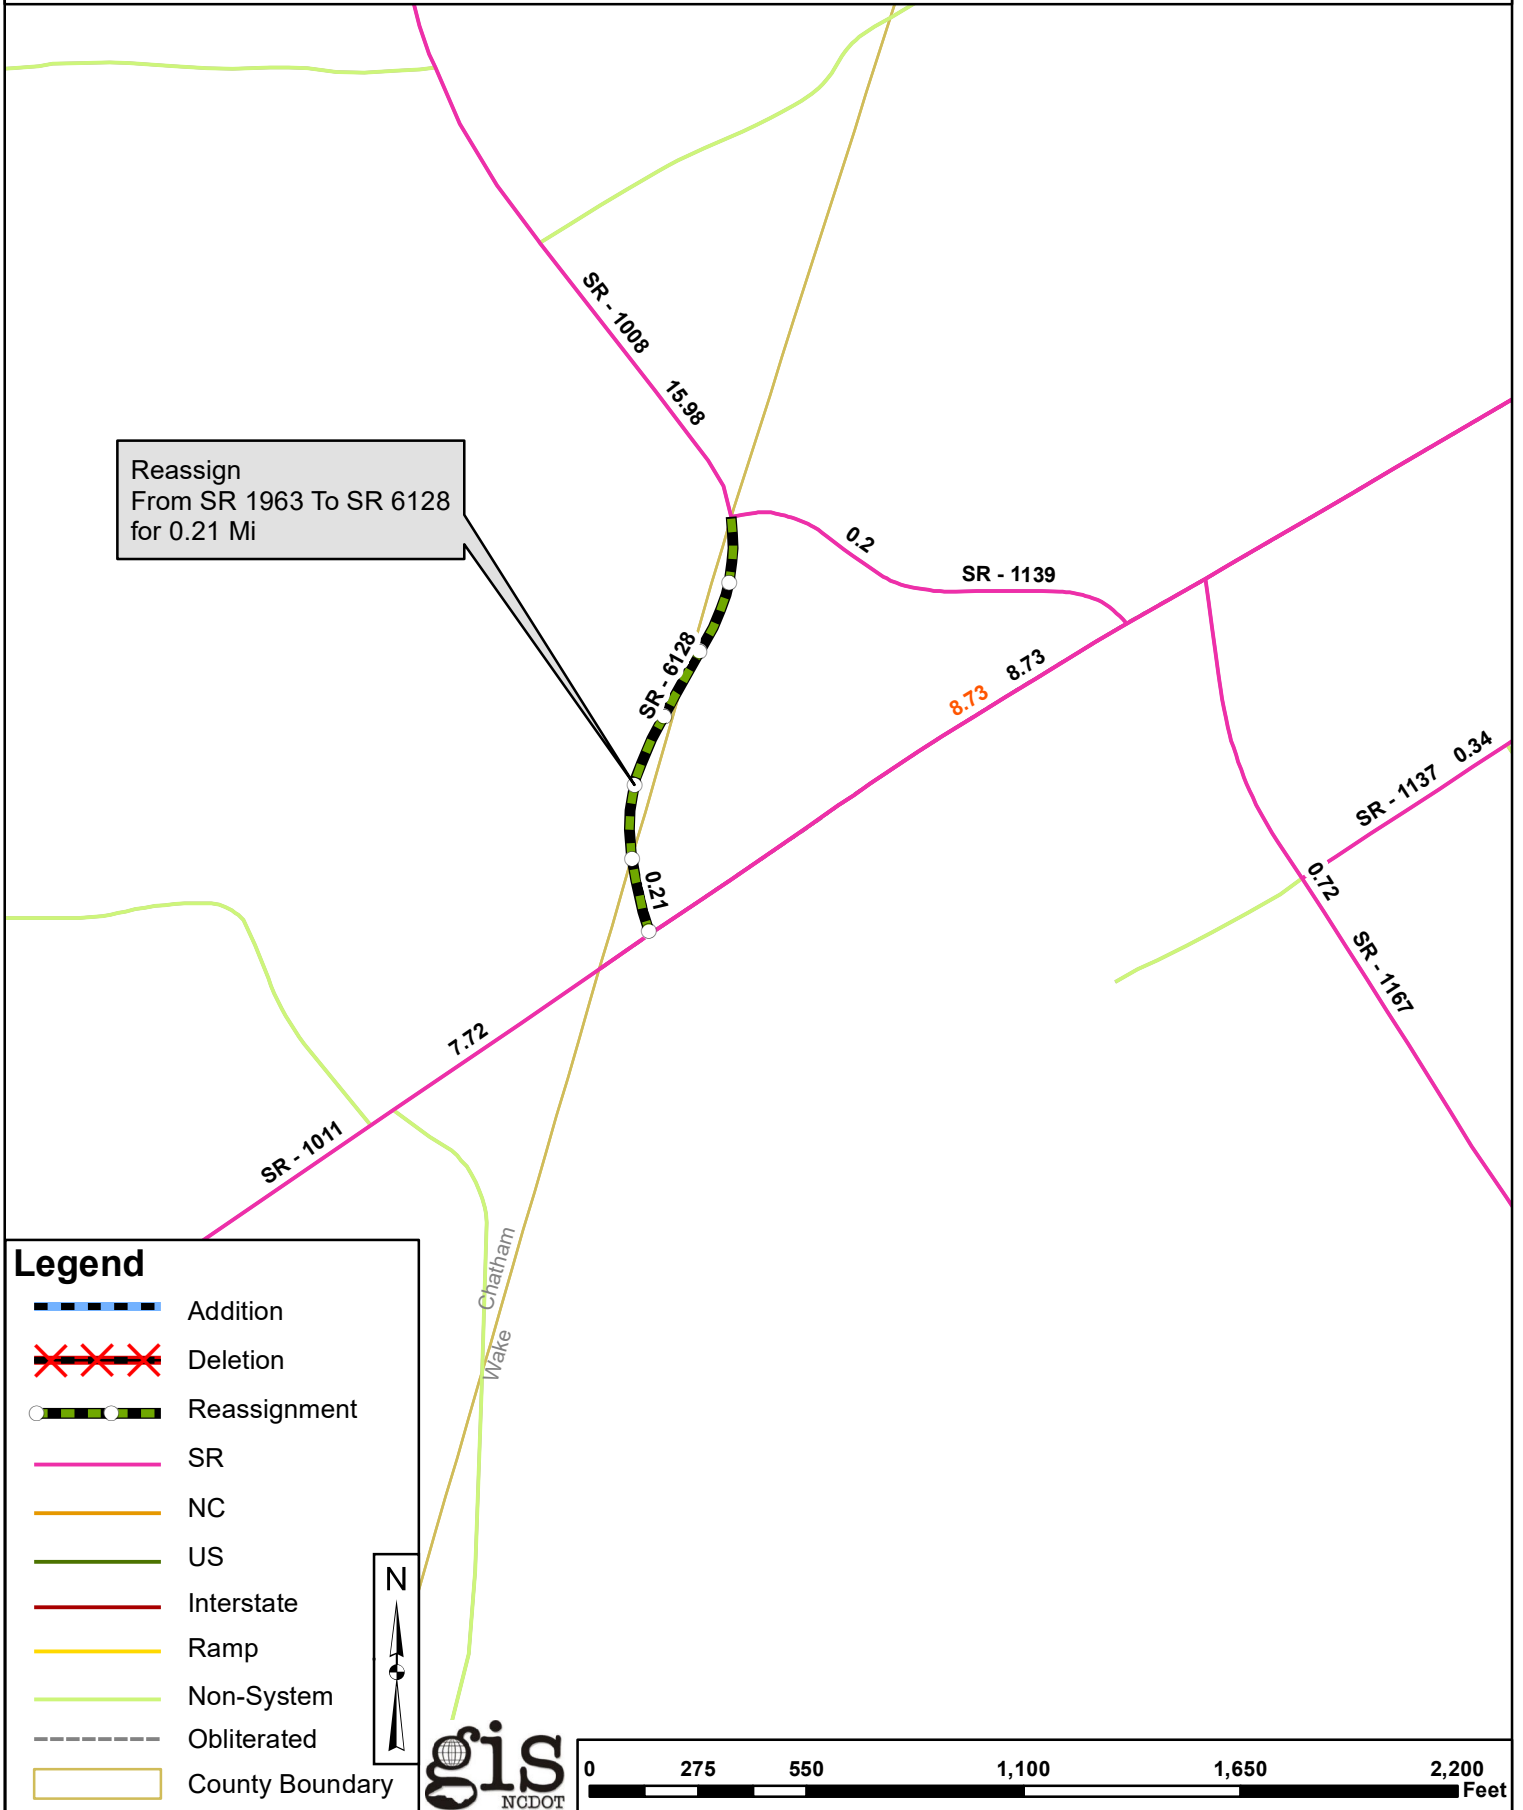 SR - 1008
15.98
Reassign
From SR 1963 To SR 6128
for 0.21 Mi
0.2
SR - 1139
SR - 6128
8.73
8.73
0.34
SR - 1137
0.72
0.21
SR - 1167
7.72
SR - 1011
Chatham
Wake
Legend
Addition
Deletion
Reassignment
SR
NC
US
Interstate
Ramp
Non-System
Obliterated
County Boundary
N
gis
NCDOT
0 275 550 1,100 1,650 2,200
Feet